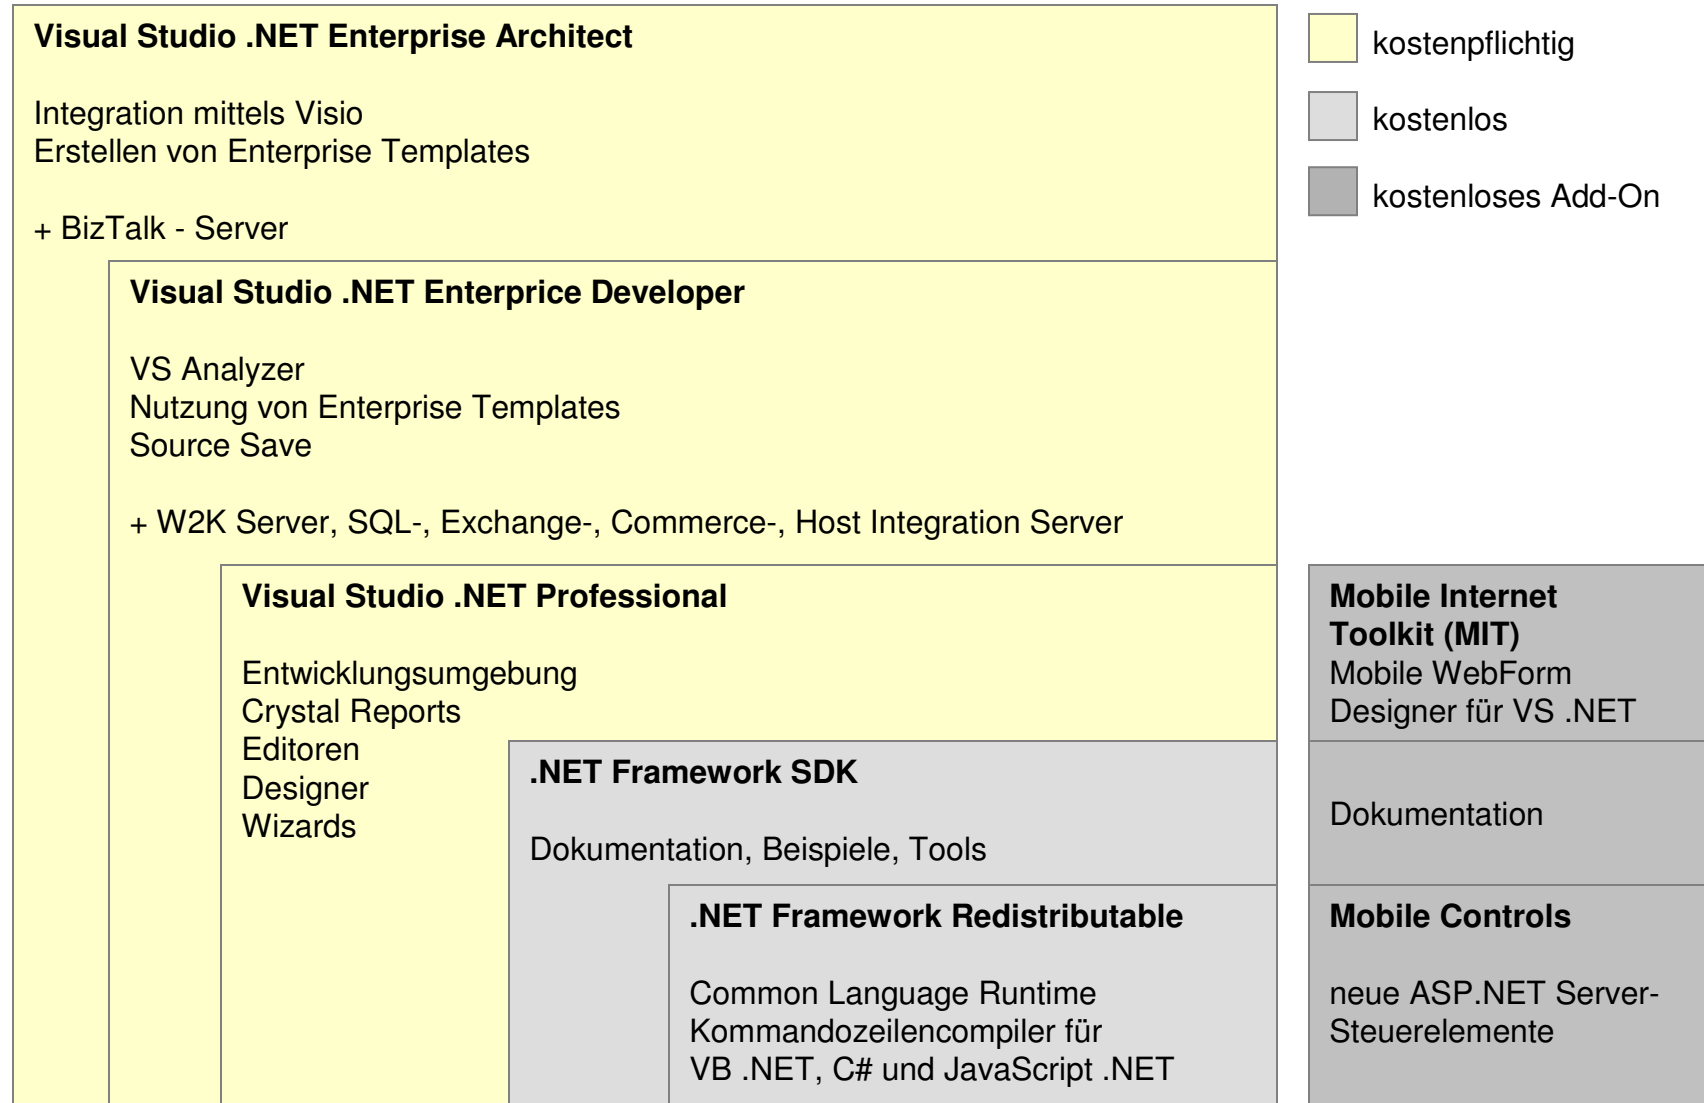 Visual Studio .NET Enterprise Architect
Integration mittels Visio
Erstellen von Enterprise Templates
+ BizTalk - Server
kostenpflichtig
kostenlos
kostenloses Add-On
Visual Studio .NET Enterprice Developer
VS Analyzer
Nutzung von Enterprise Templates
Source Save
+ W2K Server, SQL-, Exchange-, Commerce-, Host Integration Server
Visual Studio .NET Professional
Entwicklungsumgebung
Crystal Reports
Editoren
Designer
Wizards
.NET Framework SDK
Dokumentation, Beispiele, Tools
.NET Framework Redistributable
Common Language Runtime
Kommandozeilencompiler für
VB .NET, C# und JavaScript .NET
Mobile Internet
Toolkit (MIT)
Mobile WebForm
Designer für VS .NET
Dokumentation
Mobile Controls
neue ASP.NET Server-
Steuerelemente